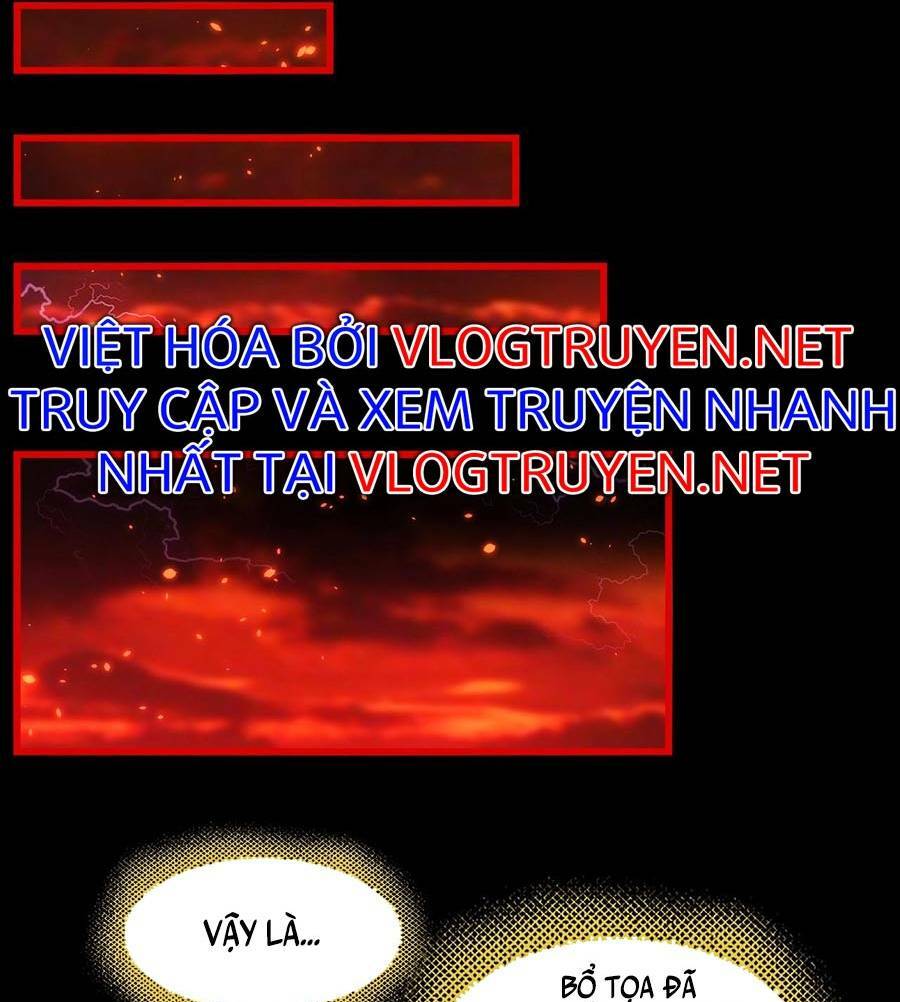 VIỆT HÓA BỞI VLOGTRUYEN.NET
TRUY CẬP VÀ XEM TRUYỆN NHANH
NHẤT TẠI VLOGTRUYEN.NET
VẬY LÀ...
BỔ TỌA ĐÃ